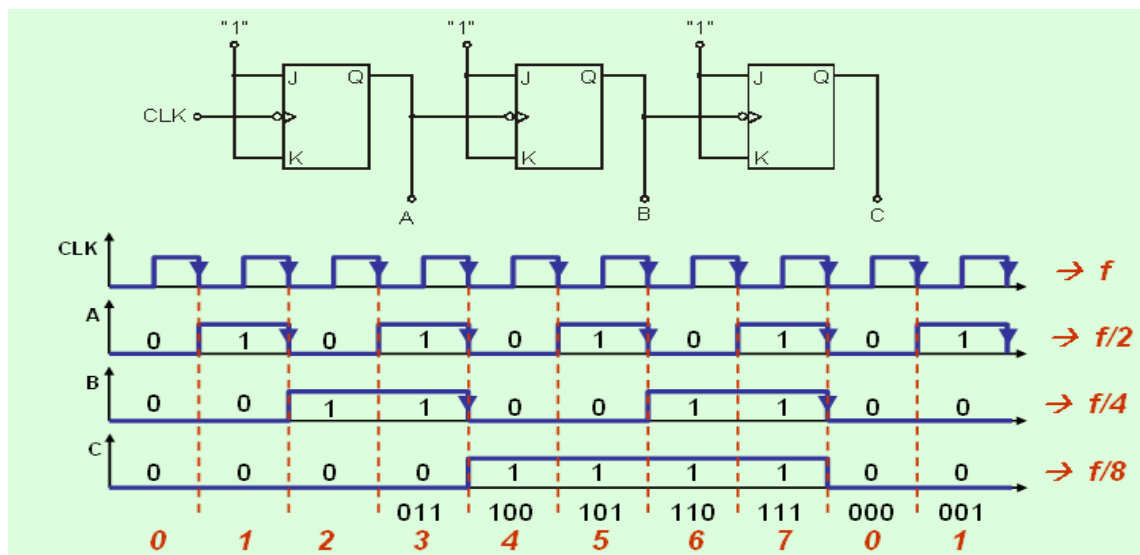 "1" "1" "1"
J Q J Q J Q
CLK
K K K
A B C
CLK → f
A 0 1 0 1 0 1 0 1 0 1 → f/2
B 0 0 1 1 0 0 1 1 0 0 → f/4
C 0 0 0 0 1 1 1 1 0 0 → f/8
011 100 101 110 111 000 001
0 1 2 3 4 5 6 7 0 1